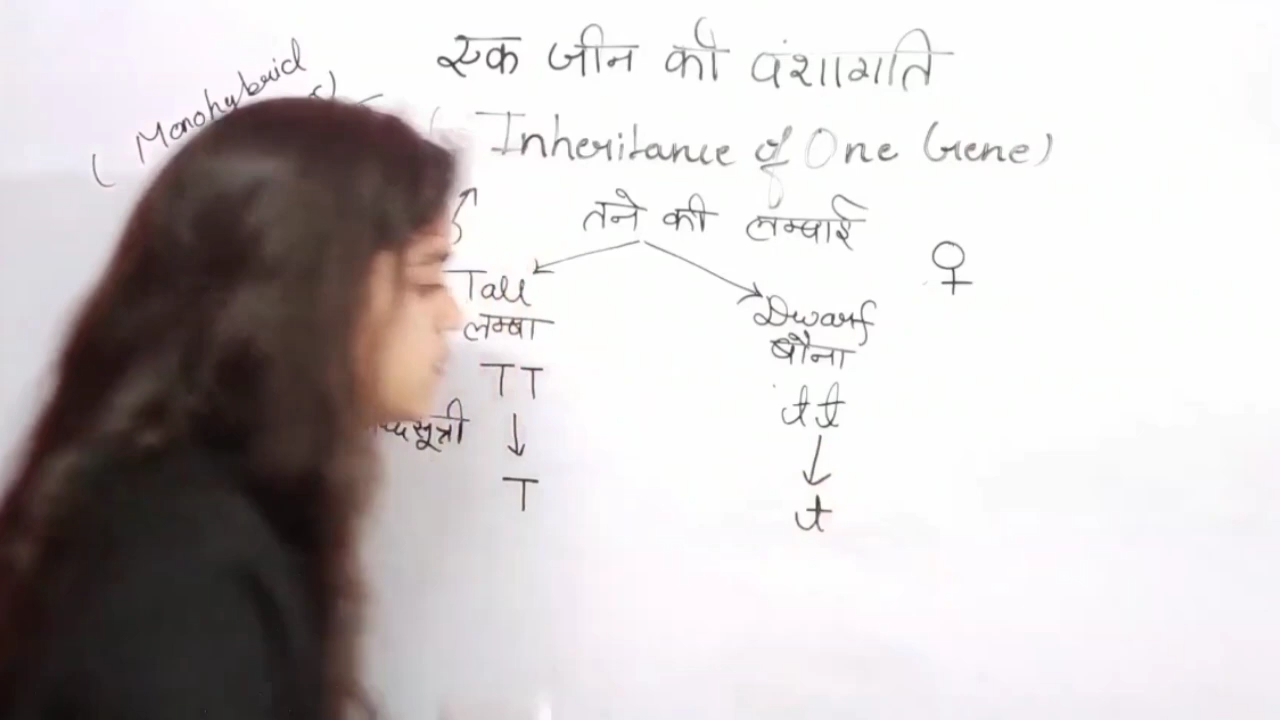 एक जीन की वंशागति
( Monohybrid
( Inheritance of One Gene)
तने की लम्बाई
♂ ♀
Tall Dwarf
लम्बा बौना
TT tt
↓ ↓
T t